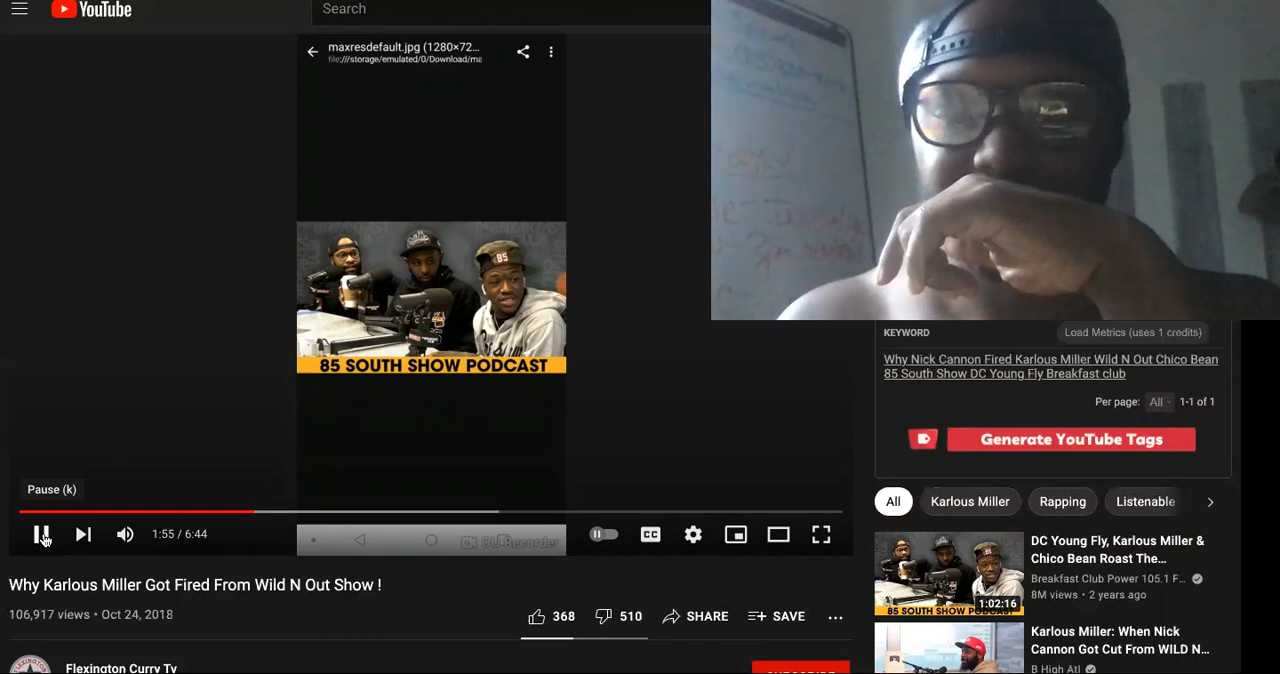 YouTube
Search
maxresdefault.jpg (1280×72...
file:///storage/emulated/0/Download/ma
85
85 SOUTH SHOW PODCAST
Pause (k)
1:55 / 6:44
CC
DU Recorder
Why Karlous Miller Got Fired From Wild N Out Show !
106,917 views • Oct 24, 2018
368
510
SHARE
SAVE
Flexington Curry Tv
KEYWORD
Load Metrics (uses 1 credits)
Why Nick Cannon Fired Karlous Miller Wild N Out Chico Bean
85 South Show DC Young Fly Breakfast club
Per page:
All
1-1 of 1
Generate YouTube Tags
All
Karlous Miller
Rapping
Listenable
DC Young Fly, Karlous Miller &
Chico Bean Roast The...
Breakfast Club Power 105.1 F...
8M views • 2 years ago
1:02:16
85 SOUTH SHOW PODCAST
Karlous Miller: When Nick
Cannon Got Cut From WILD N...
B High Atl